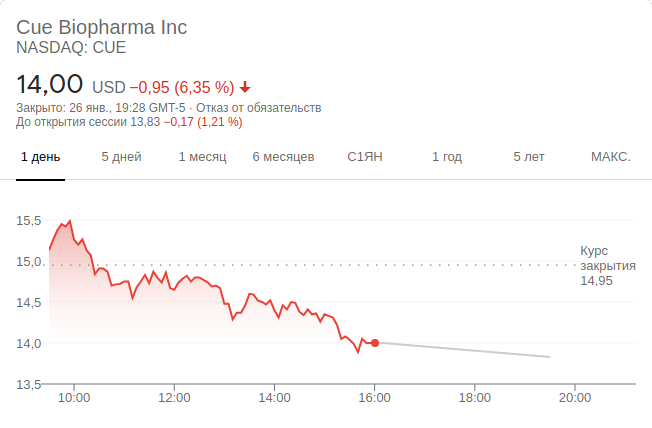 Cue Biopharma Inc
NASDAQ: CUE
14,00 USD −0,95 (6,35 %)
Закрыто: 26 янв., 19:28 GMT-5 · Отказ от обязательств
До открытия сессии 13,83 −0,17 (1,21 %)
1 день 5 дней 1 месяц 6 месяцев С1ЯН 1 год 5 лет МАКС.
15,5
15,0
14,5
14,0
13,5
Курс
закрытия
14,95
10:00 12:00 14:00 16:00 18:00 20:00